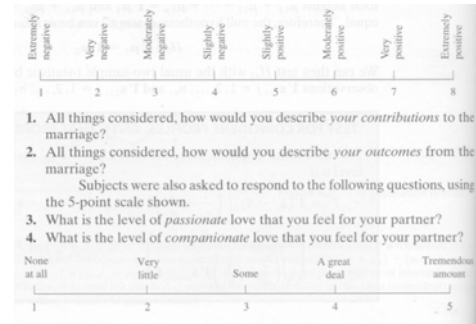 Extremely negative
Very negative
Moderately negative
Slightly negative
Slightly positive
Moderately positive
Very positive
Extremely positive
1 2 3 4 5 6 7 8
1. All things considered, how would you describe your contributions to the
marriage?
2. All things considered, how would you describe your outcomes from the
marriage?
Subjects were also asked to respond to the following questions, using
the 5-point scale shown.
3. What is the level of passionate love that you feel for your partner?
4. What is the level of companionate love that you feel for your partner?
None at all
Very little
Some
A great deal
Tremendous amount
1 2 3 4 5